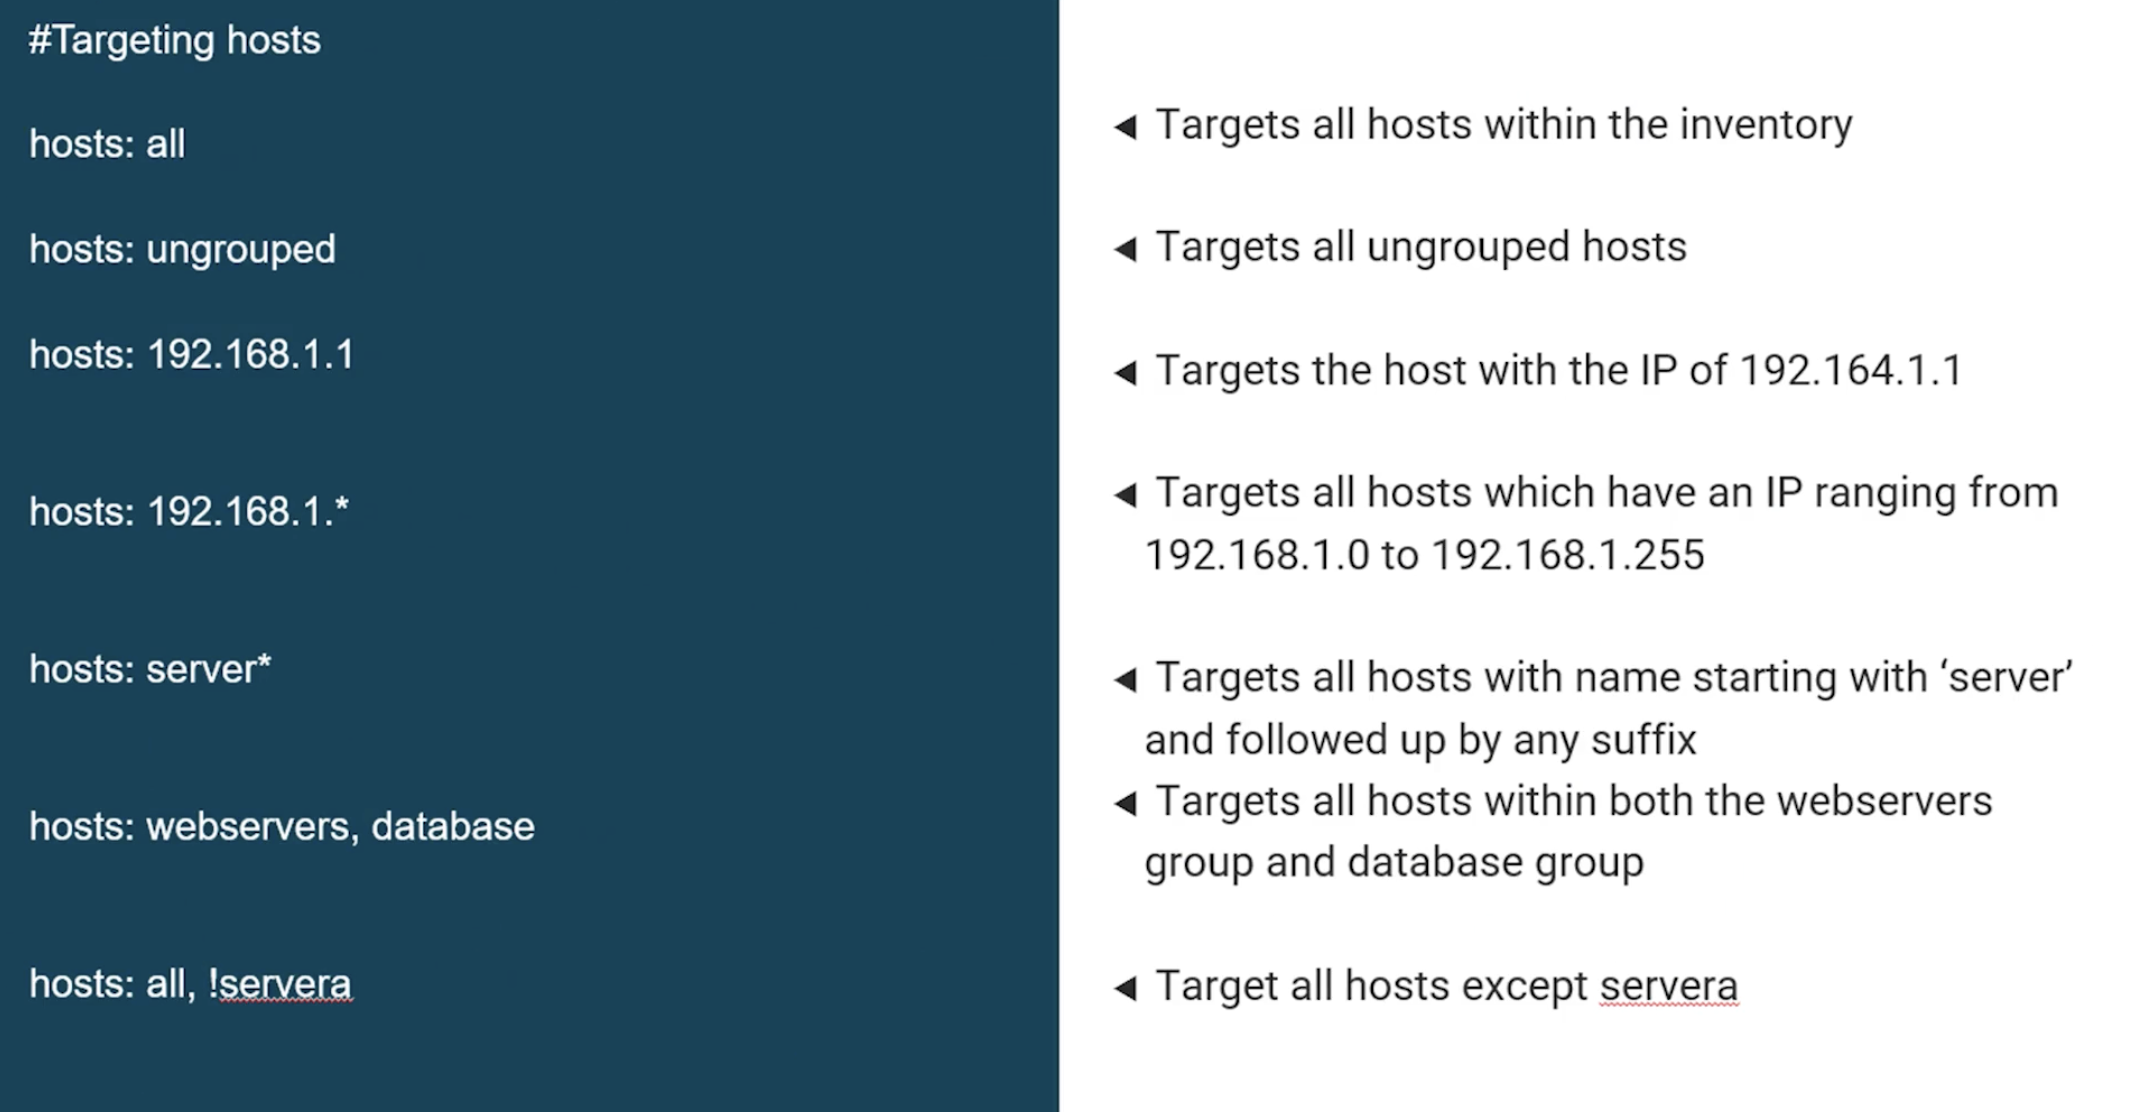 #Targeting hosts
hosts: all
◄ Targets all hosts within the inventory
hosts: ungrouped
◄ Targets all ungrouped hosts
hosts: 192.168.1.1
◄ Targets the host with the IP of 192.164.1.1
hosts: 192.168.1.*
◄ Targets all hosts which have an IP ranging from
192.168.1.0 to 192.168.1.255
hosts: server*
◄ Targets all hosts with name starting with ‘server’
and followed up by any suffix
hosts: webservers, database
◄ Targets all hosts within both the webservers
group and database group
hosts: all, !servera
◄ Target all hosts except servera